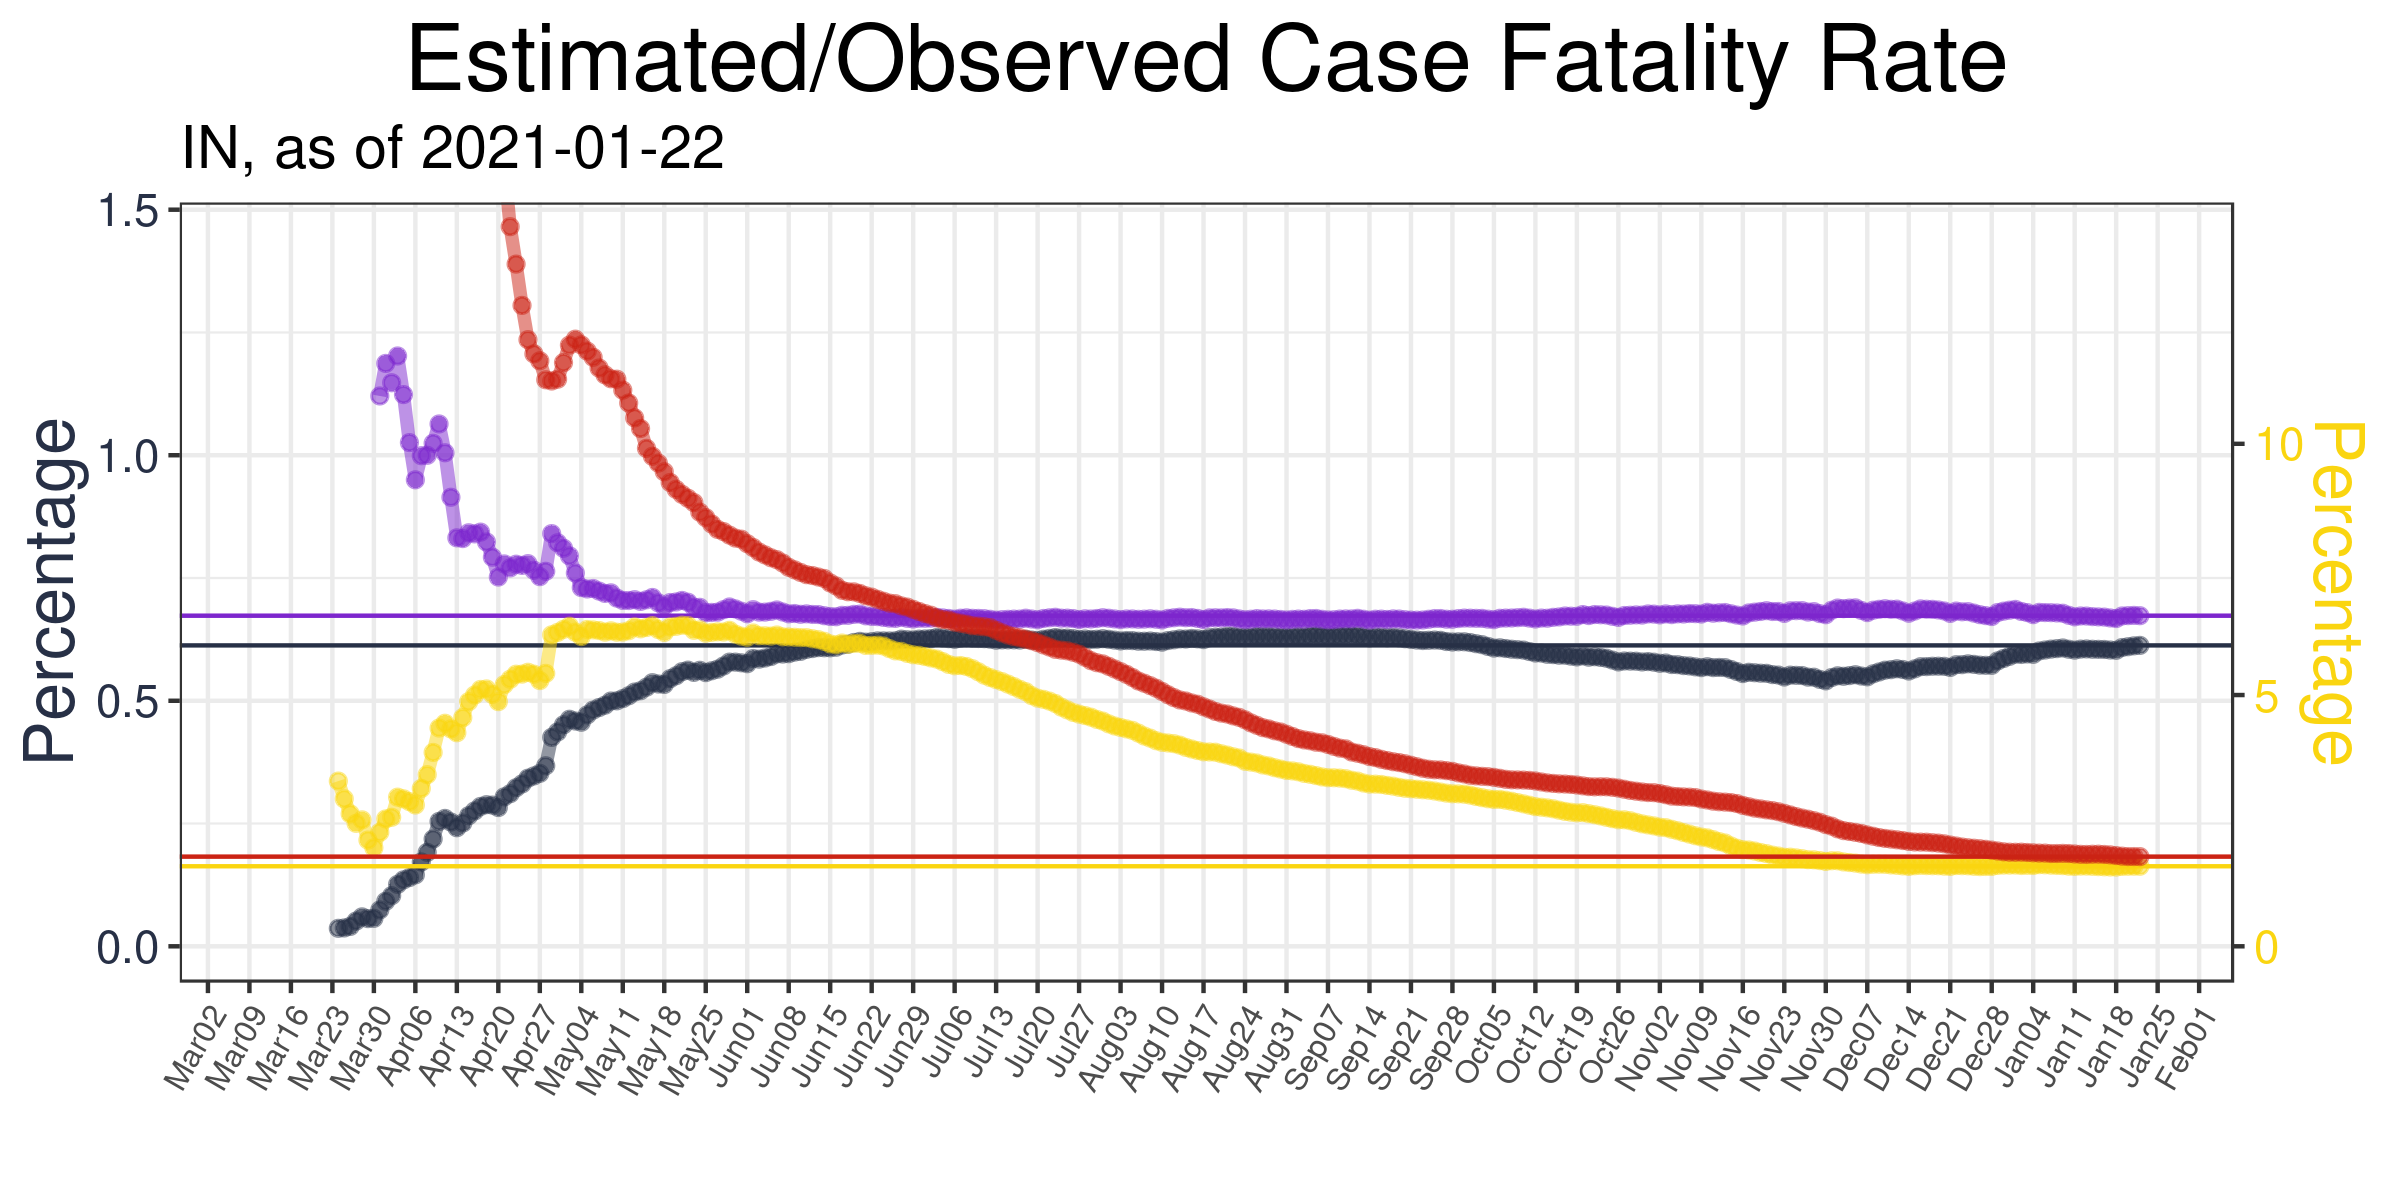 Estimated/Observed Case Fatality Rate
IN, as of 2021-01-22
Percentage
1.5
1.0
0.5
0.0
10
5
0
Percentage
Mar02 Mar09 Mar16 Mar23 Mar30 Apr06 Apr13 Apr20 Apr27 May04 May11 May18 May25 Jun01 Jun08 Jun15 Jun22 Jun29 Jul06 Jul13 Jul20 Jul27 Aug03 Aug10 Aug17 Aug24 Aug31 Sep07 Sep14 Sep21 Sep28 Oct05 Oct12 Oct19 Oct26 Nov02 Nov09 Nov16 Nov23 Nov30 Dec07 Dec14 Dec21 Dec28 Jan04 Jan11 Jan18 Jan25 Feb01